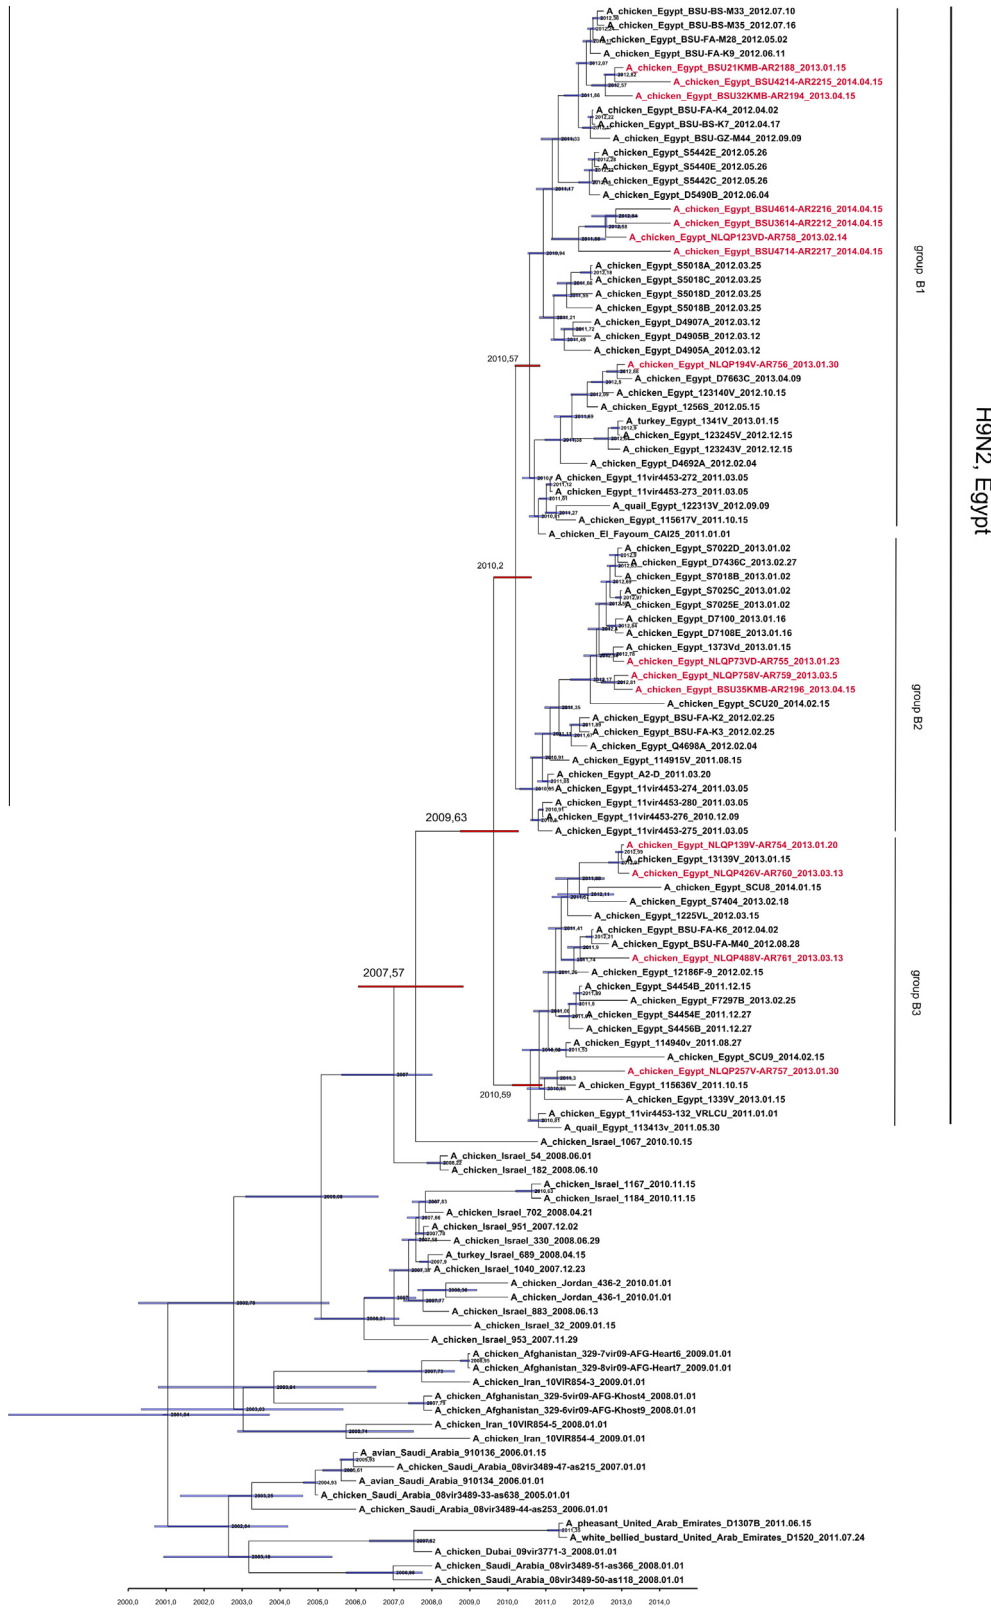 A_chicken_Egypt_BSU-BS-M33_2012.07.10
A_chicken_Egypt_BSU-BS-M35_2012.07.16
A_chicken_Egypt_BSU-FA-M28_2012.05.02
A_chicken_Egypt_BSU-FA-K9_2012.06.11
A_chicken_Egypt_BSU21KMB-AR2188_2013.01.15
A_chicken_Egypt_BSU4214-AR2215_2014.04.15
A_chicken_Egypt_BSU32KMB-AR2194_2013.04.15
A_chicken_Egypt_BSU-FA-K4_2012.04.02
A_chicken_Egypt_BSU-BS-K7_2012.04.17
A_chicken_Egypt_BSU-GZ-M44_2012.09.09
A_chicken_Egypt_S5442E_2012.05.26
A_chicken_Egypt_S5440E_2012.05.26
A_chicken_Egypt_S5442C_2012.05.26
A_chicken_Egypt_D5490B_2012.06.04
A_chicken_Egypt_BSU4614-AR2216_2014.04.15
A_chicken_Egypt_BSU3614-AR2212_2014.04.15
A_chicken_Egypt_NLQP123VD-AR758_2013.02.14
A_chicken_Egypt_BSU4714-AR2217_2014.04.15
A_chicken_Egypt_S5018A_2012.03.25
A_chicken_Egypt_S5018C_2012.03.25
A_chicken_Egypt_S5018D_2012.03.25
A_chicken_Egypt_S5018B_2012.03.25
A_chicken_Egypt_D4907A_2012.03.12
A_chicken_Egypt_D4905B_2012.03.12
A_chicken_Egypt_D4905A_2012.03.12
group B1
2010,57
A_chicken_Egypt_NLQP194V-AR756_2013.01.30
A_chicken_Egypt_D7663C_2013.04.09
A_chicken_Egypt_123140V_2012.10.15
A_chicken_Egypt_1256S_2012.05.15
A_turkey_Egypt_1341V_2013.01.15
A_chicken_Egypt_123245V_2012.12.15
A_chicken_Egypt_123243V_2012.12.15
A_chicken_Egypt_D4692A_2012.02.04
A_chicken_Egypt_11vir4453-272_2011.03.05
A_chicken_Egypt_11vir4453-273_2011.03.05
A_quail_Egypt_122313V_2012.09.09
A_chicken_Egypt_115617V_2011.10.15
A_chicken_El_Fayoum_CAI25_2011.01.01
H9N2, Egypt
A_chicken_Egypt_S7022D_2013.01.02
A_chicken_Egypt_D7436C_2013.02.27
2010,2
A_chicken_Egypt_S7018B_2013.01.02
A_chicken_Egypt_S7025C_2013.01.02
A_chicken_Egypt_S7025E_2013.01.02
A_chicken_Egypt_D7100_2013.01.16
A_chicken_Egypt_D7108E_2013.01.16
A_chicken_Egypt_1373Vd_2013.01.15
A_chicken_Egypt_NLQP73VD-AR755_2013.01.23
A_chicken_Egypt_NLQP758V-AR759_2013.03.5
A_chicken_Egypt_BSU35KMB-AR2196_2013.04.15
A_chicken_Egypt_SCU20_2014.02.15
group B2
A_chicken_Egypt_BSU-FA-K2_2012.02.25
A_chicken_Egypt_BSU-FA-K3_2012.02.25
A_chicken_Egypt_Q4698A_2012.02.04
A_chicken_Egypt_114915V_2011.08.15
A_chicken_Egypt_A2-D_2011.03.20
A_chicken_Egypt_11vir4453-274_2011.03.05
A_chicken_Egypt_11vir4453-280_2011.03.05
A_chicken_Egypt_11vir4453-276_2010.12.09
2009,63
A_chicken_Egypt_11vir4453-275_2011.03.05
A_chicken_Egypt_NLQP139V-AR754_2013.01.20
A_chicken_Egypt_13139V_2013.01.15
A_chicken_Egypt_NLQP426V-AR760_2013.03.13
A_chicken_Egypt_SCU8_2014.01.15
A_chicken_Egypt_S7404_2013.02.18
A_chicken_Egypt_1225VL_2012.03.15
A_chicken_Egypt_BSU-FA-K6_2012.04.02
A_chicken_Egypt_BSU-FA-M40_2012.08.28
A_chicken_Egypt_NLQP488V-AR761_2013.03.13
A_chicken_Egypt_12186F-9_2012.02.15
2007,57
A_chicken_Egypt_S4454B_2011.12.15
group B3
A_chicken_Egypt_F7297B_2013.02.25
A_chicken_Egypt_S4454E_2011.12.27
A_chicken_Egypt_S4456B_2011.12.27
A_chicken_Egypt_114940v_2011.08.27
A_chicken_Egypt_SCU9_2014.02.15
A_chicken_Egypt_NLQP257V-AR757_2013.01.30
2010,59
A_chicken_Egypt_115636V_2011.10.15
A_chicken_Egypt_1339V_2013.01.15
A_chicken_Egypt_11vir4453-132_VRLCU_2011.01.01
A_quail_Egypt_113413v_2011.05.30
A_chicken_Israel_1067_2010.10.15
A_chicken_Israel_54_2008.06.01
A_chicken_Israel_182_2008.06.10
A_chicken_Israel_1167_2010.11.15
A_chicken_Israel_1184_2010.11.15
A_chicken_Israel_702_2008.04.21
A_chicken_Israel_951_2007.12.02
A_chicken_Israel_330_2008.06.29
A_turkey_Israel_689_2008.04.15
A_chicken_Israel_1040_2007.12.23
A_chicken_Jordan_436-2_2010.01.01
A_chicken_Jordan_436-1_2010.01.01
A_chicken_Israel_883_2008.06.13
A_chicken_Israel_32_2009.01.15
A_chicken_Israel_953_2007.11.29
A_chicken_Afghanistan_329-7vir09-AFG-Heart6_2009.01.01
A_chicken_Afghanistan_329-8vir09-AFG-Heart7_2009.01.01
A_chicken_Iran_10VIR854-3_2009.01.01
A_chicken_Afghanistan_329-5vir09-AFG-Khost4_2008.01.01
A_chicken_Afghanistan_329-6vir09-AFG-Khost9_2008.01.01
A_chicken_Iran_10VIR854-5_2008.01.01
A_chicken_Iran_10VIR854-4_2009.01.01
A_avian_Saudi_Arabia_910136_2006.01.15
A_chicken_Saudi_Arabia_08vir3489-47-as215_2007.01.01
A_avian_Saudi_Arabia_910134_2006.01.01
A_chicken_Saudi_Arabia_08vir3489-33-as638_2005.01.01
A_chicken_Saudi_Arabia_08vir3489-44-as253_2006.01.01
A_pheasant_United_Arab_Emirates_D1307B_2011.06.15
A_white_bellied_bustard_United_Arab_Emirates_D1520_2011.07.24
A_chicken_Dubai_09vir3771-3_2008.01.01
A_chicken_Saudi_Arabia_08vir3489-51-as366_2008.01.01
A_chicken_Saudi_Arabia_08vir3489-50-as118_2008.01.01
2000,0 2001,0 2002,0 2003,0 2004,0 2005,0 2006,0 2007,0 2008,0 2009,0 2010,0 2011,0 2012,0 2013,0 2014,0